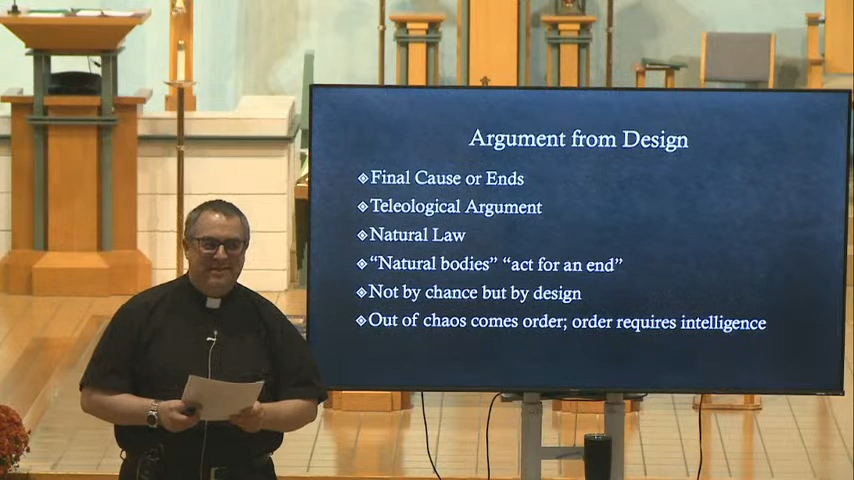 Argument from Design
Final Cause or Ends
Teleological Argument
Natural Law
“Natural bodies” “act for an end”
Not by chance but by design
Out of chaos comes order; order requires intelligence